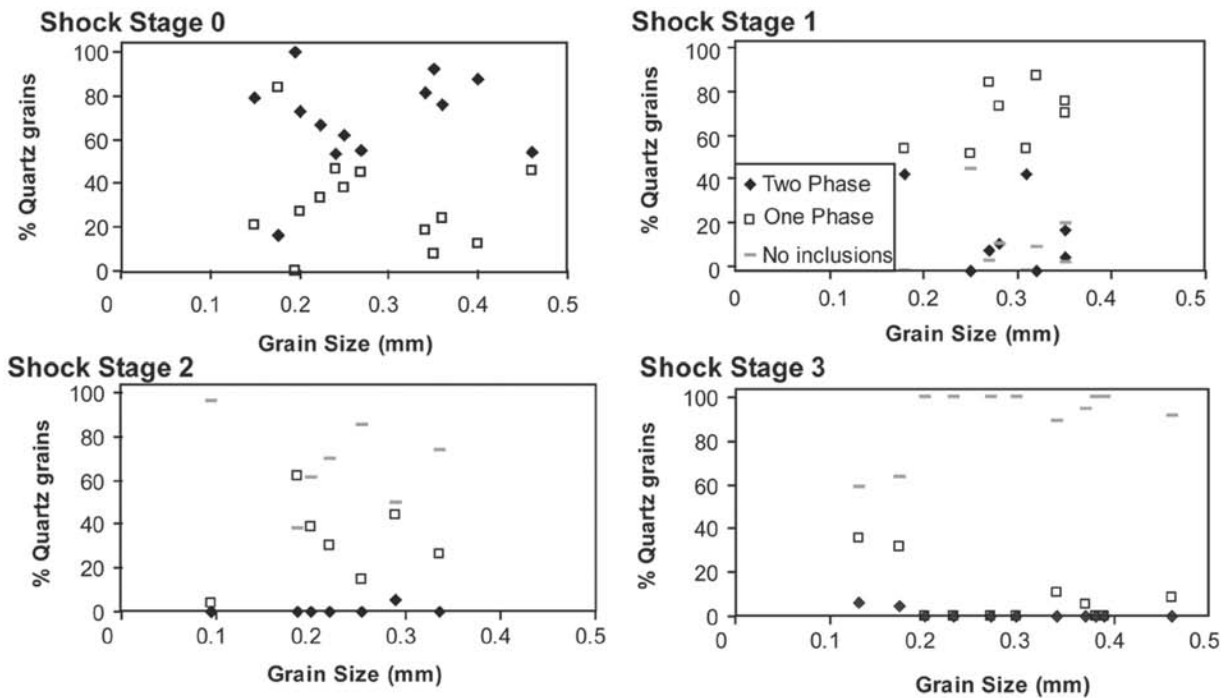 Shock Stage 0
% Quartz grains
100
80
60
40
20
0
0 0.1 0.2 0.3 0.4 0.5
Grain Size (mm)
Shock Stage 1
% Quartz grains
100
80
60
40
20
0
Two Phase
One Phase
No inclusions
0 0.1 0.2 0.3 0.4 0.5
Grain Size (mm)
Shock Stage 2
% Quartz grains
100
80
60
40
20
0
0 0.1 0.2 0.3 0.4 0.5
Grain Size (mm)
Shock Stage 3
% Quartz grains
100
80
60
40
20
0
0 0.1 0.2 0.3 0.4 0.5
Grain Size (mm)